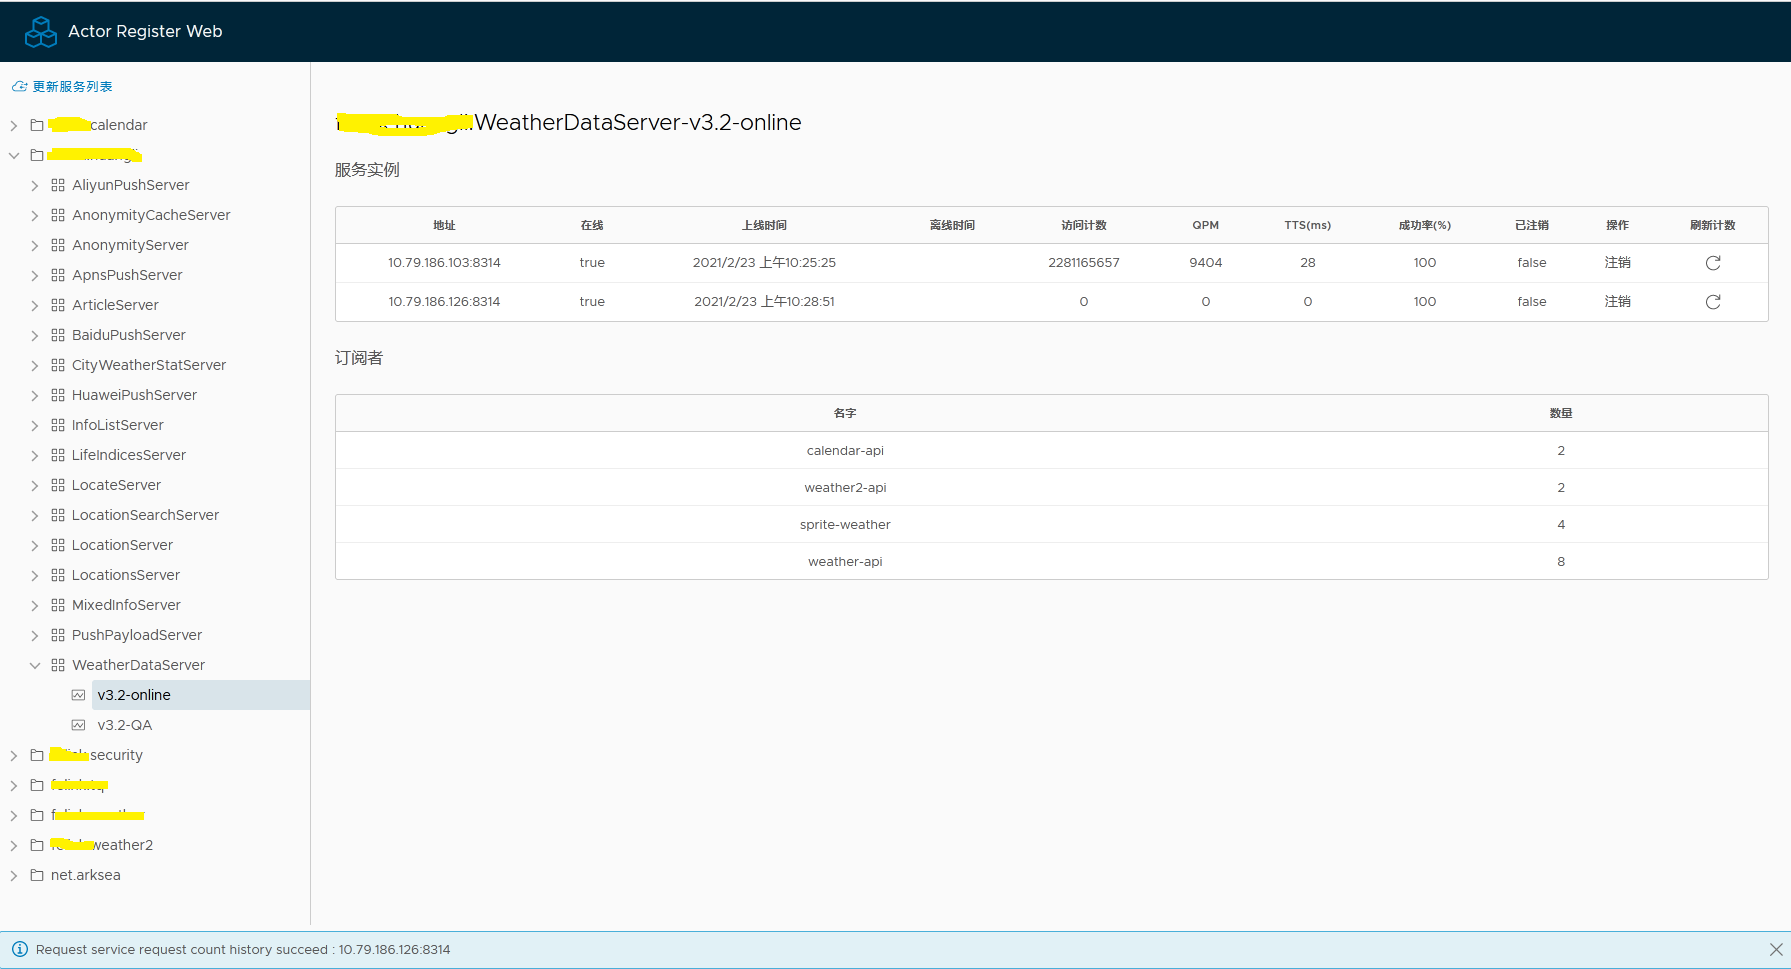 Actor Register Web
更新服务列表
calendar
AliyunPushServer
AnonymityCacheServer
AnonymityServer
ApnsPushServer
ArticleServer
BaiduPushServer
CityWeatherStatServer
HuaweiPushServer
InfoListServer
LifeIndicesServer
LocateServer
LocationSearchServer
LocationServer
LocationsServer
MixedInfoServer
PushPayloadServer
WeatherDataServer
v3.2-online
v3.2-QA
security
weather2
net.arksea
WeatherDataServer-v3.2-online
服务实例
地址 在线 上线时间 离线时间 访问计数 QPM TTS(ms) 成功率(%) 已注销 操作 刷新计数
10.79.186.103:8314 true 2021/2/23 上午10:25:25 2281165657 9404 28 100 false 注销
10.79.186.126:8314 true 2021/2/23 上午10:28:51 0 0 0 100 false 注销
订阅者
名字 数量
calendar-api 2
weather2-api 2
sprite-weather 4
weather-api 8
Request service request count history succeed : 10.79.186.126:8314